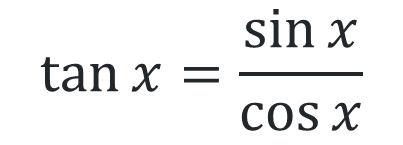 tan x = sin x / cos x